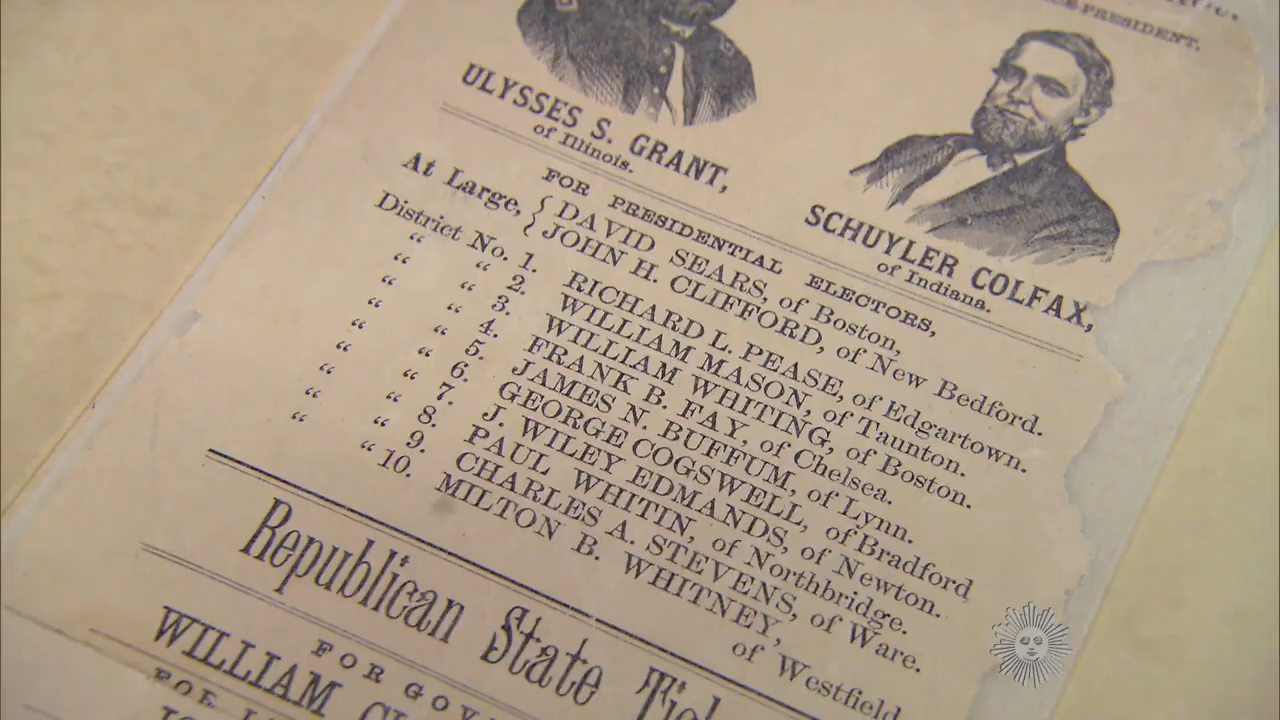 VICE-PRESIDENT,
ULYSSES S. GRANT,
of Illinois.
SCHUYLER COLFAX,
of Indiana.
FOR PRESIDENTIAL ELECTORS,
At Large, { DAVID SEARS, of Boston,
JOHN H. CLIFFORD, of New Bedford.
District No. 1. RICHARD L. PEASE, of Edgartown.
“ “ 2. WILLIAM MASON, of Taunton.
“ “ 3. WILLIAM WHITING, of Boston.
“ “ 4. FRANK B. FAY, of Chelsea.
“ “ 5. JAMES N. BUFFUM, of Lynn.
“ “ 6. GEORGE COGSWELL, of Bradford
“ “ 7. J. WILEY EDMANDS, of Newton.
“ “ 8. PAUL WHITIN, of Northbridge.
“ “ 9. CHARLES A. STEVENS, of Ware.
“ “ 10. MILTON B. WHITNEY,
of Westfield
Republican State
FOR
WILLIAM
FOR